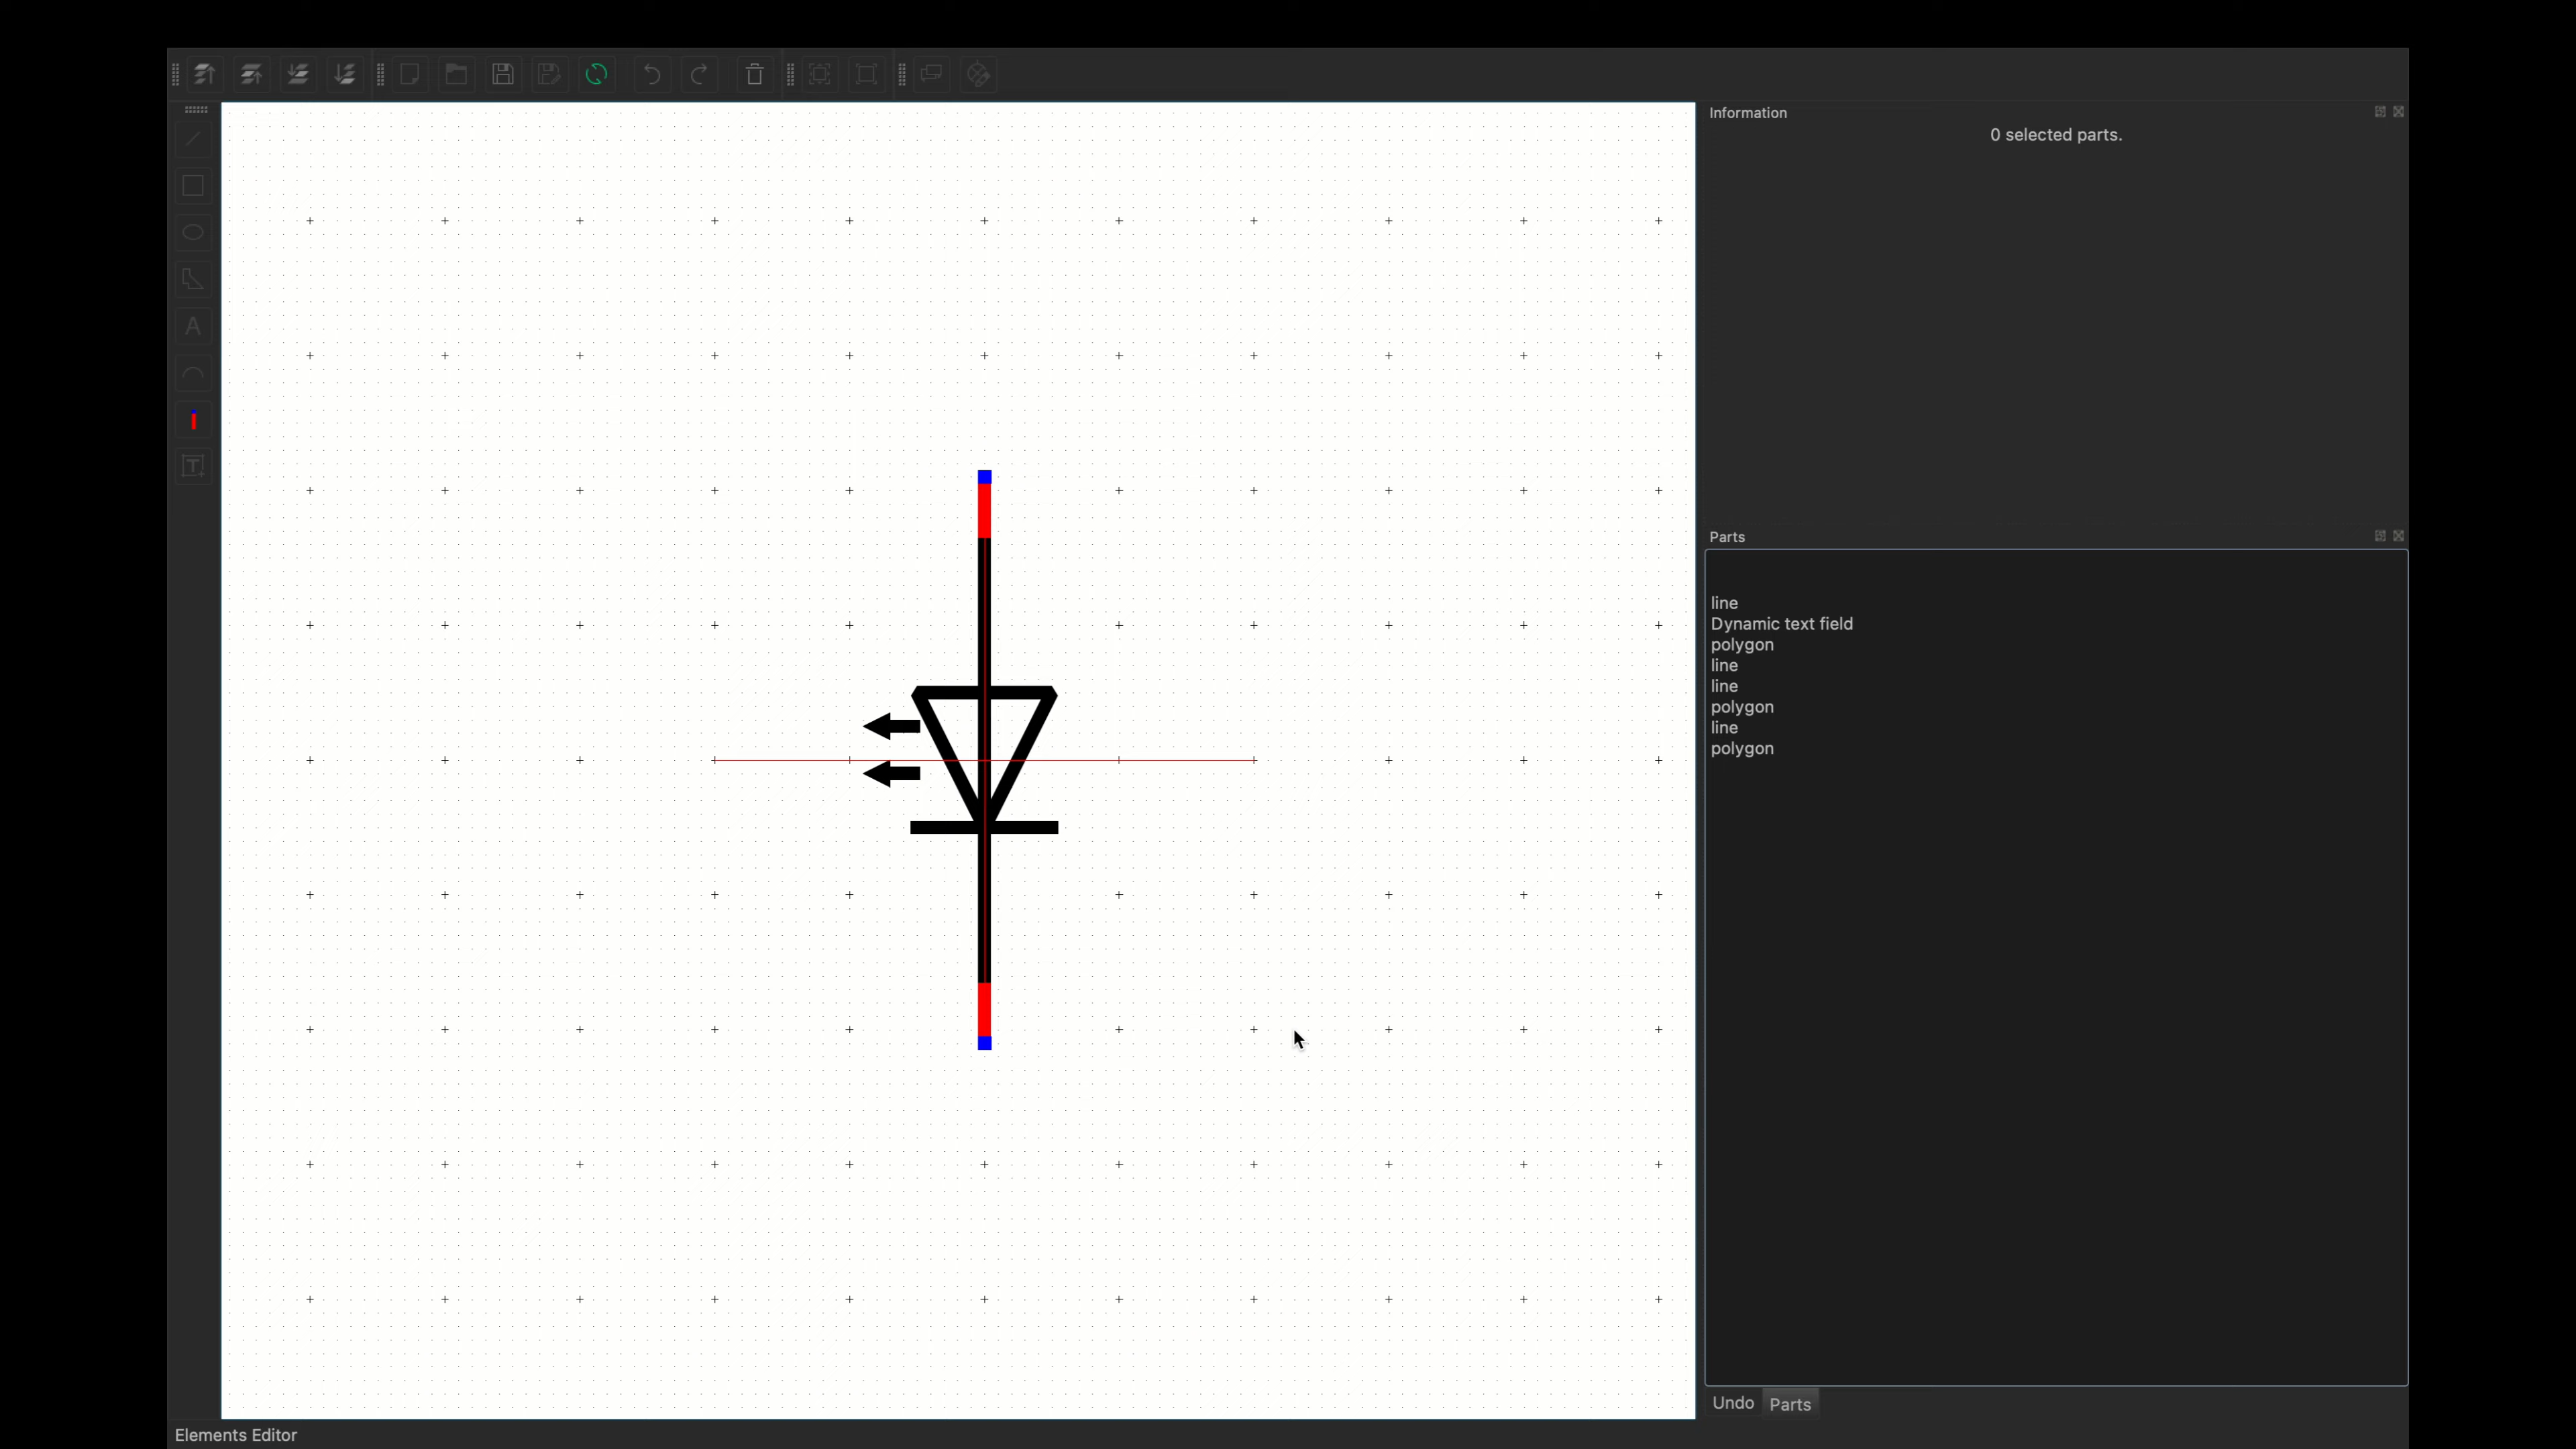 Information
0 selected parts.
A
T
Parts
line
Dynamic text field
polygon
line
line
polygon
line
polygon
Undo
Parts
Elements Editor